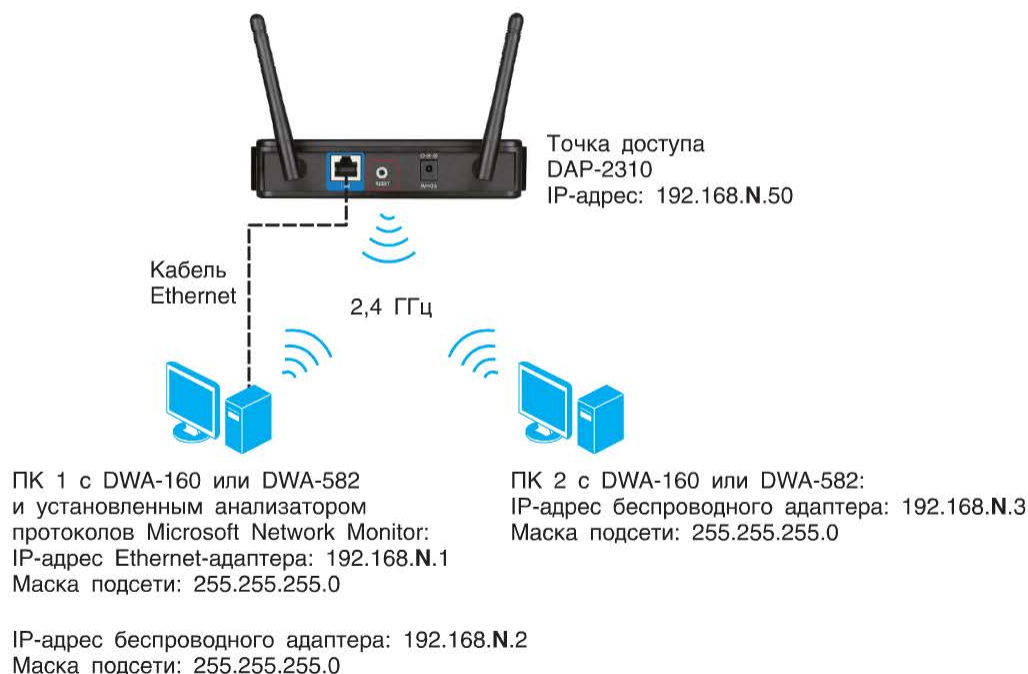 Точка доступа
DAP-2310
IP-адрес: 192.168.N.50
Кабель
Ethernet
2,4 ГГц
RESET
ПК 1 с DWA-160 или DWA-582
и установленным анализатором
протоколов Microsoft Network Monitor:
IP-адрес Ethernet-адаптера: 192.168.N.1
Маска подсети: 255.255.255.0
IP-адрес беспроводного адаптера: 192.168.N.2
Маска подсети: 255.255.255.0
ПК 2 с DWA-160 или DWA-582:
IP-адрес беспроводного адаптера: 192.168.N.3
Маска подсети: 255.255.255.0